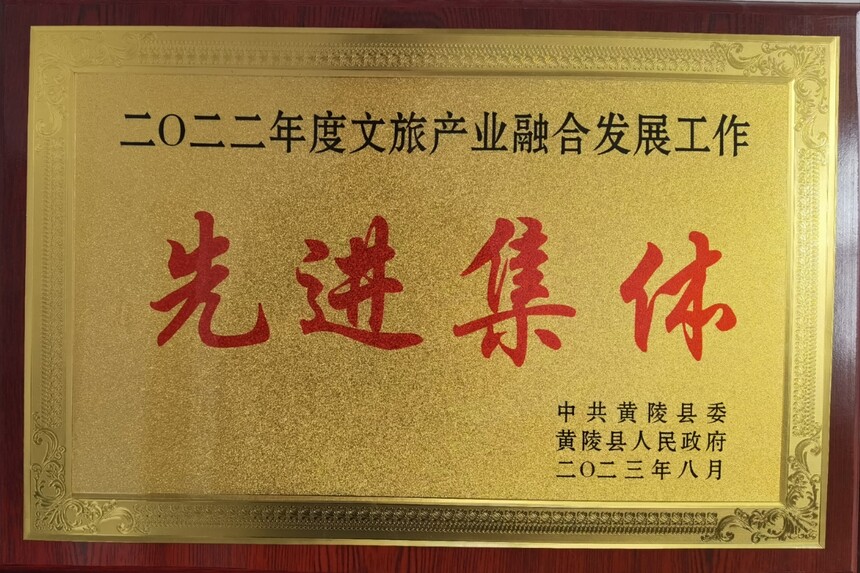 二〇二二年度文旅产业融合发展工作
先进集体
中共黄陵县委
黄陵县人民政府
二〇二三年八月